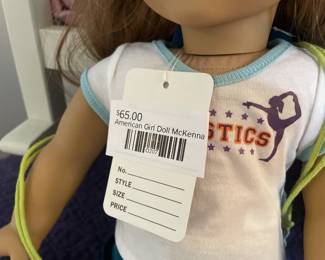 $65.00
American Girl Doll McKenna
No.
STYLE
SIZE
PRICE
STICS